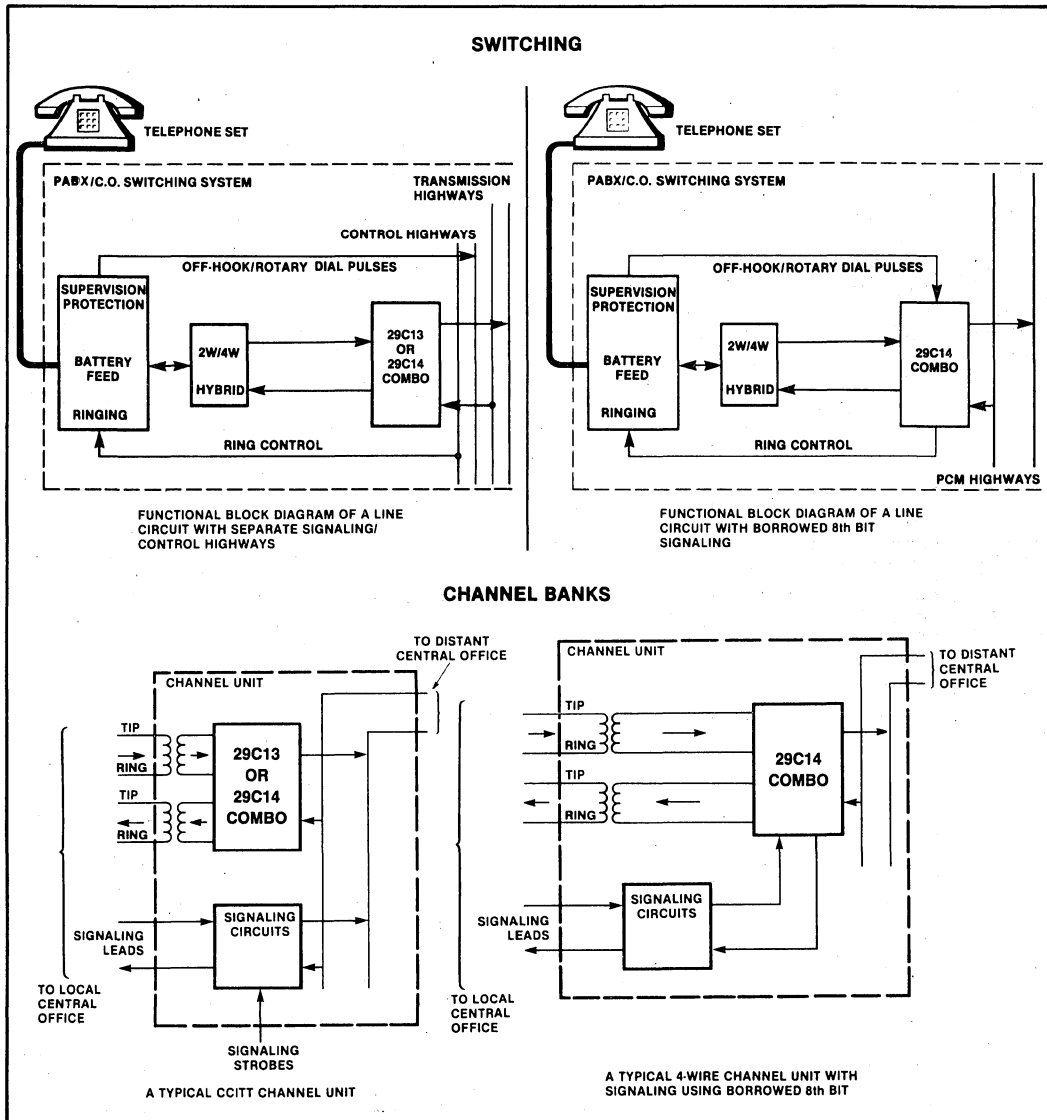 SWITCHING
TELEPHONE SET
PABX/C.O. SWITCHING SYSTEM
TRANSMISSION
HIGHWAYS
CONTROL HIGHWAYS
OFF-HOOK/ROTARY DIAL PULSES
SUPERVISION
PROTECTION
BATTERY
FEED
RINGING
2W/4W
HYBRID
29C13
OR
29C14
COMBO
RING CONTROL
FUNCTIONAL BLOCK DIAGRAM OF A LINE
CIRCUIT WITH SEPARATE SIGNALING/
CONTROL HIGHWAYS
TELEPHONE SET
PABX/C.O. SWITCHING SYSTEM
OFF-HOOK/ROTARY DIAL PULSES
SUPERVISION
PROTECTION
BATTERY
FEED
RINGING
2W/4W
HYBRID
29C14
COMBO
RING CONTROL
PCM HIGHWAYS
FUNCTIONAL BLOCK DIAGRAM OF A LINE
CIRCUIT WITH BORROWED 8th BIT
SIGNALING
CHANNEL BANKS
TO DISTANT
CENTRAL OFFICE
CHANNEL UNIT
TIP
RING
TIP
RING
29C13
OR
29C14
COMBO
SIGNALING
CIRCUITS
SIGNALING
LEADS
TO LOCAL
CENTRAL
OFFICE
SIGNALING
STROBES
A TYPICAL CCITT CHANNEL UNIT
CHANNEL UNIT
TO DISTANT
CENTRAL
OFFICE
TIP
RING
TIP
RING
29C14
COMBO
SIGNALING
CIRCUITS
SIGNALING
LEADS
TO LOCAL
CENTRAL
OFFICE
A TYPICAL 4-WIRE CHANNEL UNIT WITH
SIGNALING USING BORROWED 8th BIT